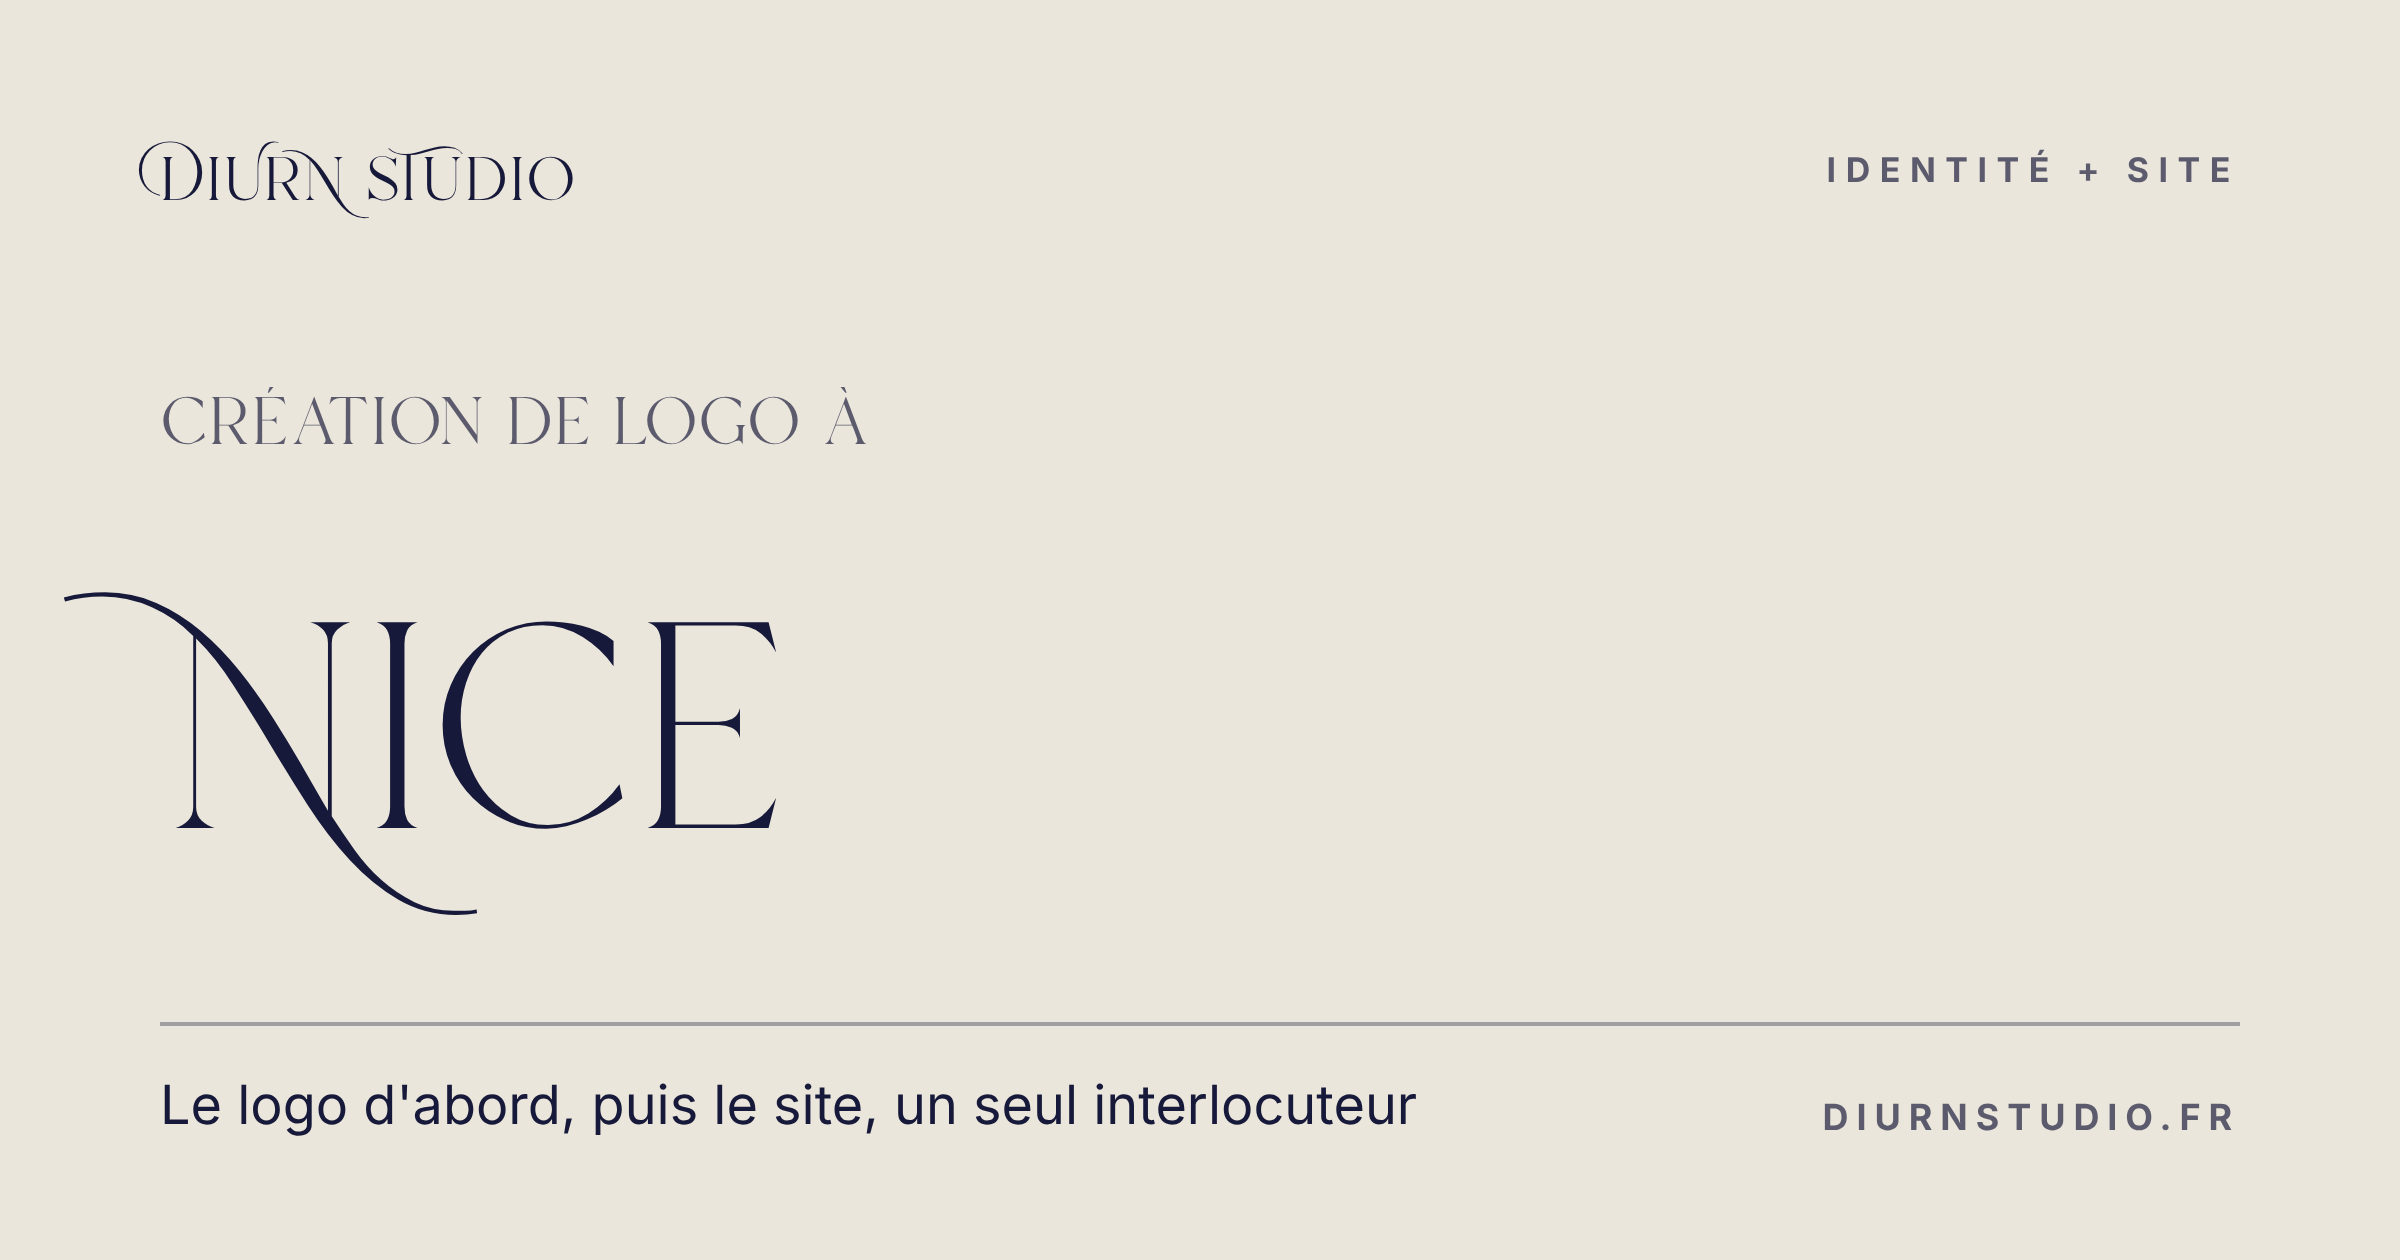 DIURN STUDIO
IDENTITÉ + SITE
CRÉATION DE LOGO À
NICE
Le logo d'abord, puis le site, un seul interlocuteur
DIURNSTUDIO.FR